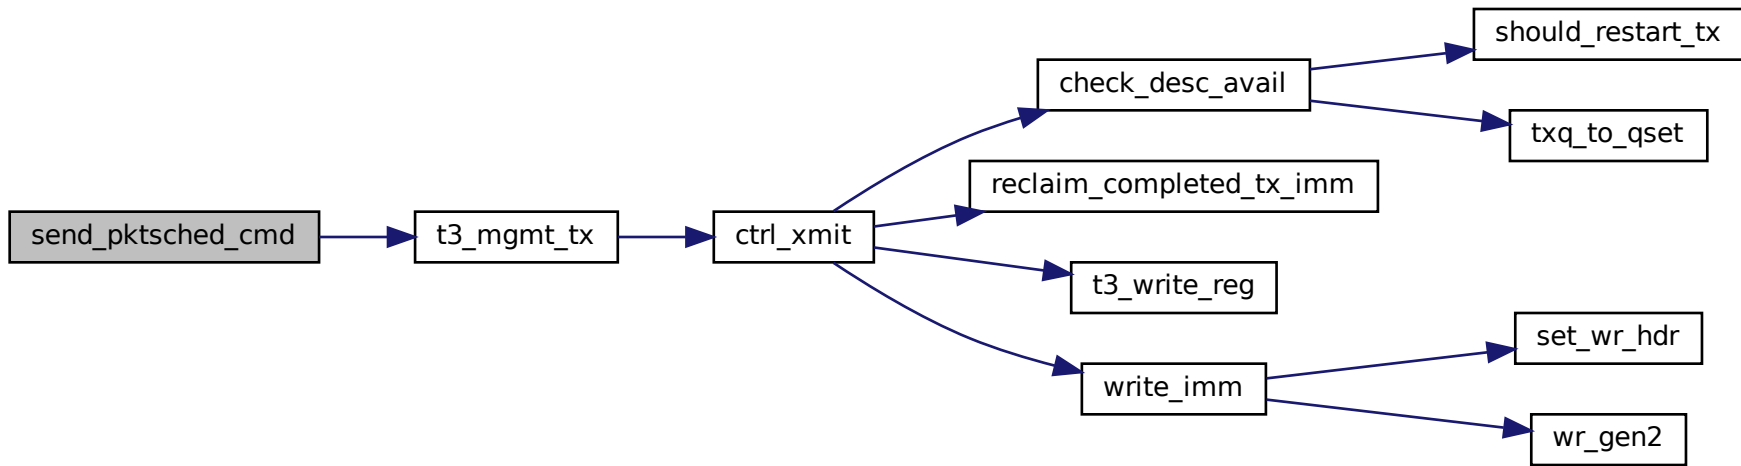 send_pktsched_cmd
t3_mgmt_tx
ctrl_xmit
check_desc_avail
should_restart_tx
txq_to_qset
reclaim_completed_tx_imm
t3_write_reg
write_imm
set_wr_hdr
wr_gen2